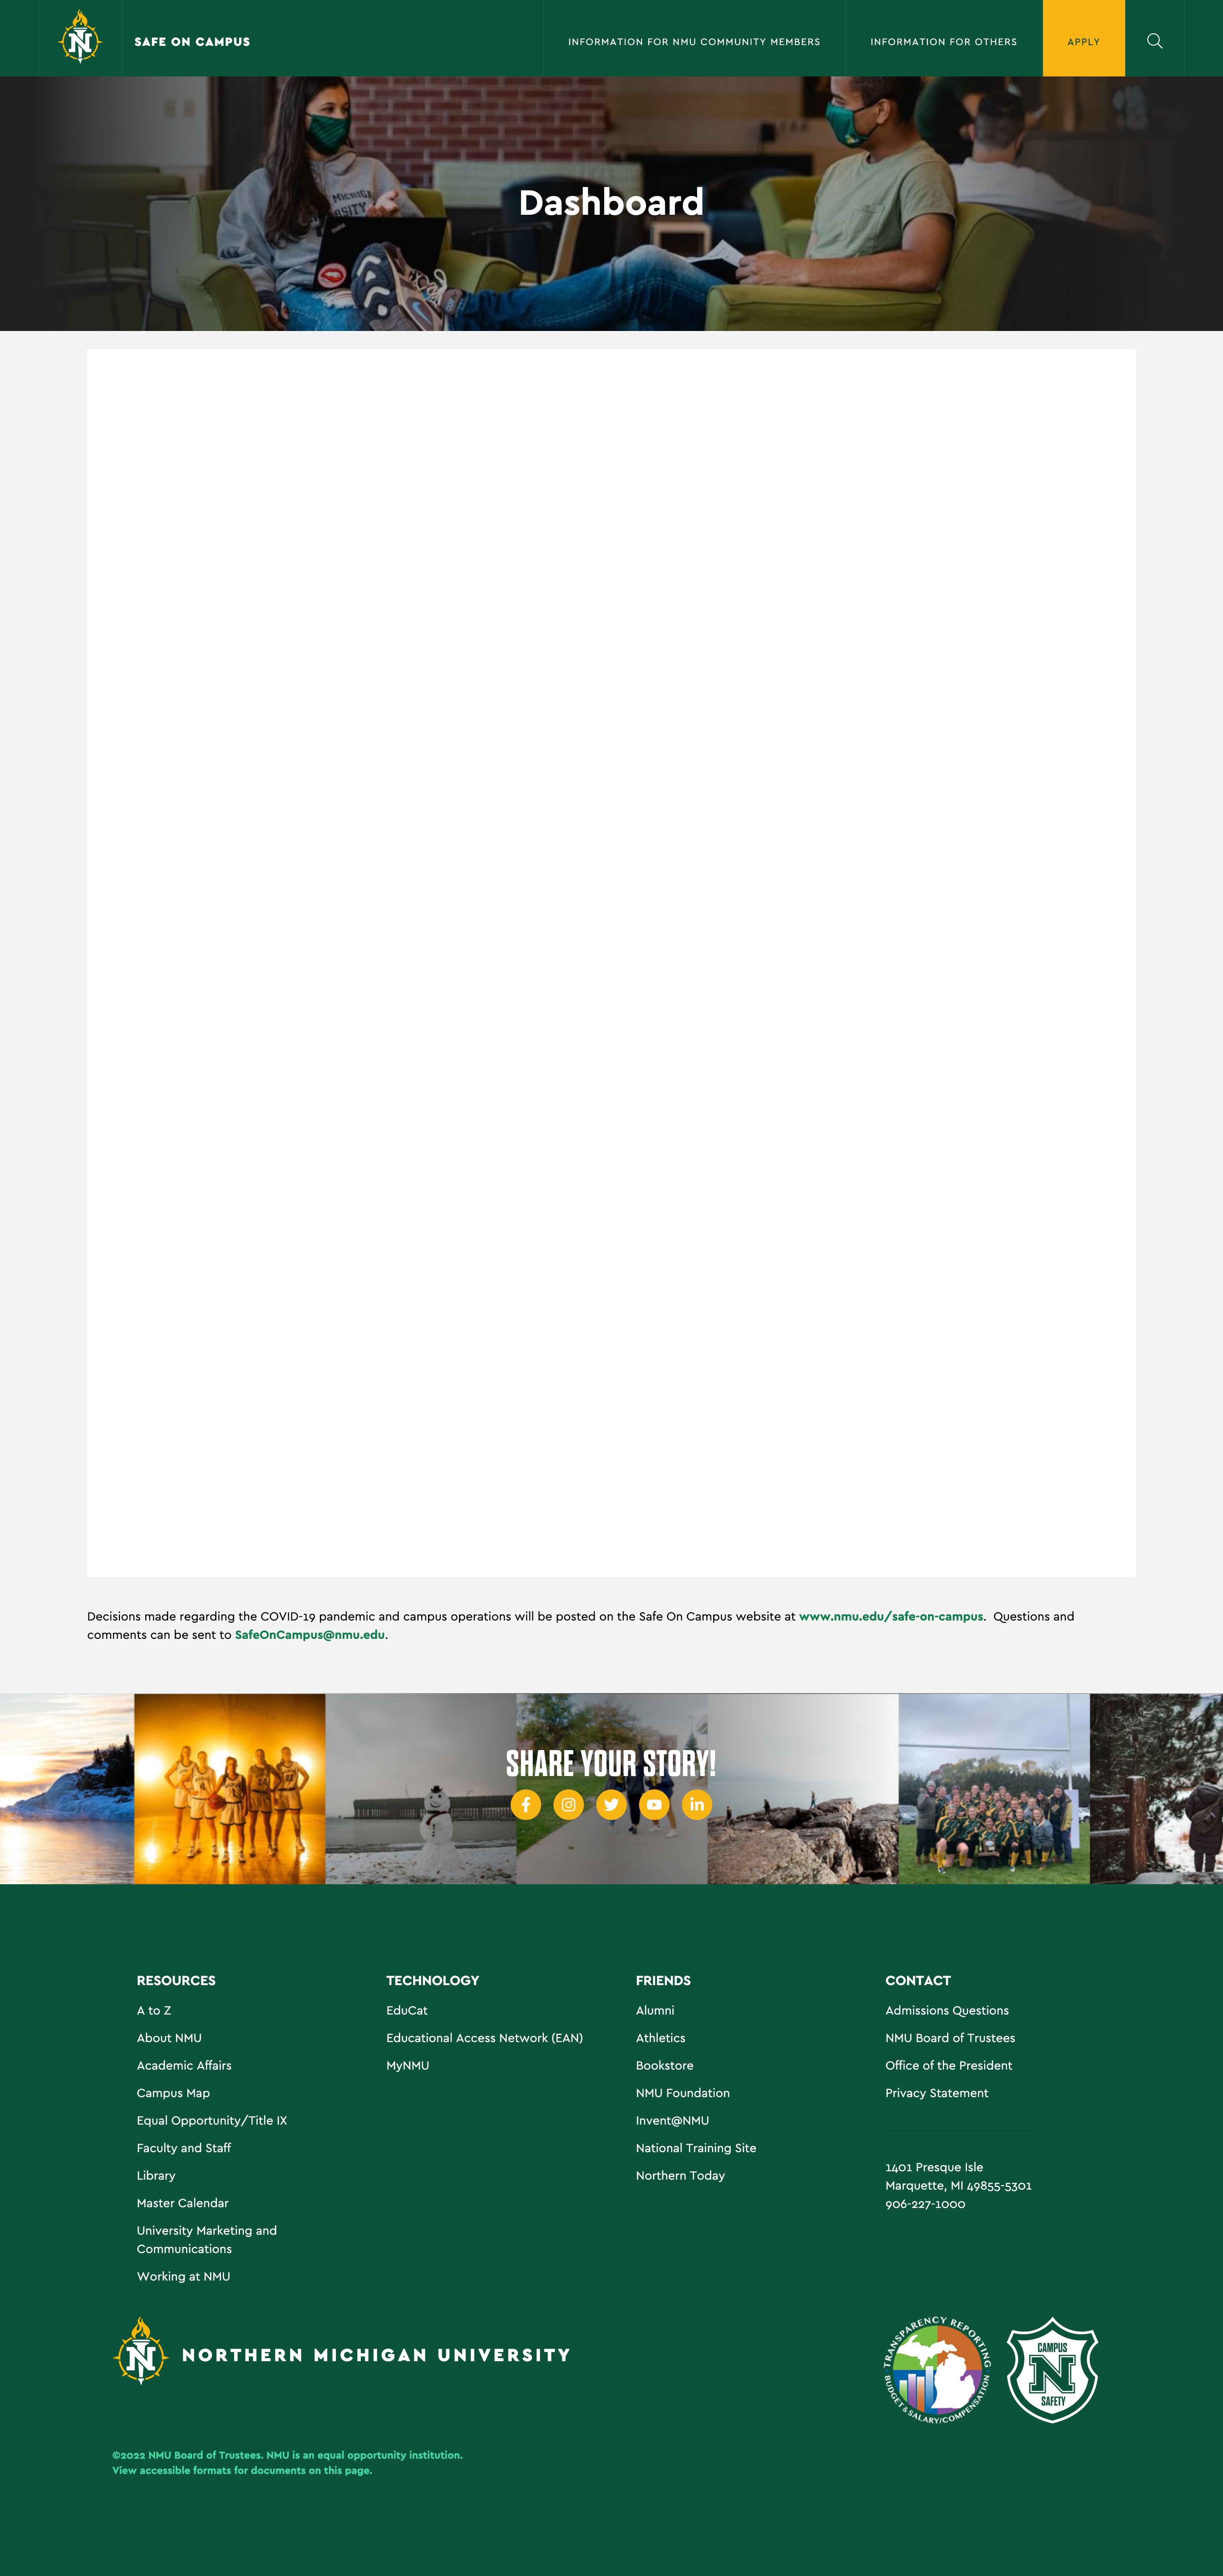 SAFE ON CAMPUS
INFORMATION FOR NMU COMMUNITY MEMBERS
INFORMATION FOR OTHERS
APPLY
MICHIG
SITY
Dashboard
Decisions made regarding the COVID-19 pandemic and campus operations will be posted on the Safe On Campus website at www.nmu.edu/safe-on-campus.  Questions and
comments can be sent to SafeOnCampus@nmu.edu.
SHARE YOUR STORY!
RESOURCES
A to Z
About NMU
Academic Affairs
Campus Map
Equal Opportunity/Title IX
Faculty and Staff
Library
Master Calendar
University Marketing and
Communications
Working at NMU
TECHNOLOGY
EduCat
Educational Access Network (EAN)
MyNMU
FRIENDS
Alumni
Athletics
Bookstore
NMU Foundation
Invent@NMU
National Training Site
Northern Today
CONTACT
Admissions Questions
NMU Board of Trustees
Office of the President
Privacy Statement
1401 Presque Isle
Marquette, MI 49855-5301
906-227-1000
N NORTHERN MICHIGAN UNIVERSITY
TRANSPARENCY REPORTING
BUDGET & SALARY/COMPENSATION
CAMPUS
N
SAFETY
©2022 NMU Board of Trustees. NMU is an equal opportunity institution.
View accessible formats for documents on this page.